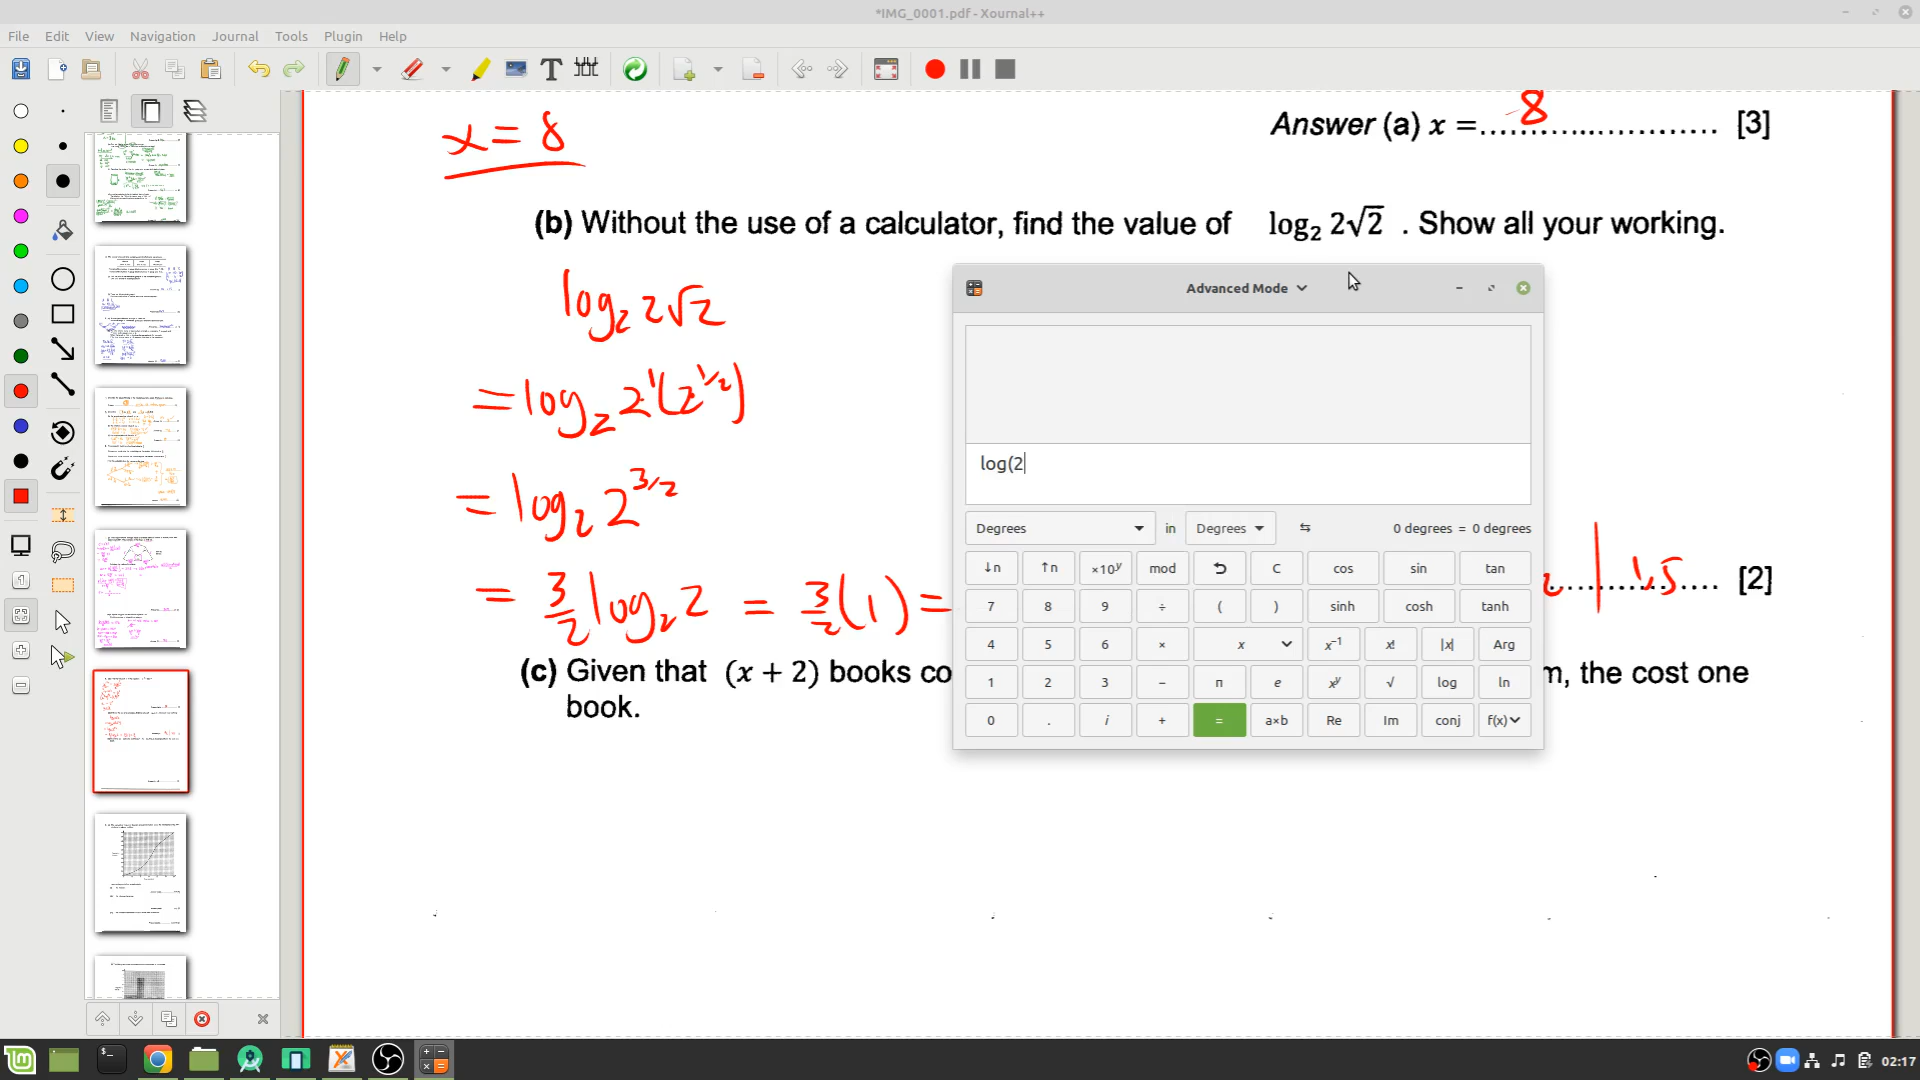 *IMG_0001.pdf - Xournal++
File Edit View Navigation Journal Tools Plugin Help
x = 8
Answer (a) x = 8 [3]
(b) Without the use of a calculator, find the value of log₂ 2√2 . Show all your working.
log₂ 2√2
= log₂ 2¹(2^1/2)
= log₂ 2^3/2
= 3/2 log₂ 2 = 3/2 (1) =
| 1,5 [2]
(c) Given that (x + 2) books co m, the cost one
book.
Advanced Mode
log(2
Degrees in Degrees 0 degrees = 0 degrees
↓n ↑n ×10^y mod C cos sin tan
7 8 9 ÷ ( ) sinh cosh tanh
4 5 6 × x x⁻¹ x! |x| Arg
1 2 3 − π e x^y √ log ln
0 . i + = a×b Re Im conj f(x)
02:17